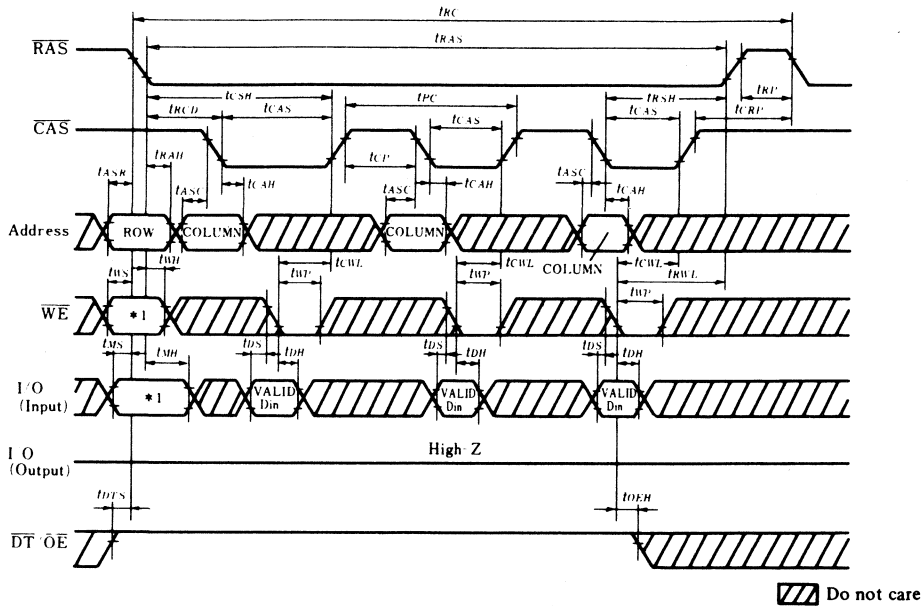 tRC
RAS
tRAS
tRP
tCSH
tPC
tRSH
tRCD
tCAS
tCAS
tCAS
tCRP
CAS
tCP
tASR
tRAH
tASC
tCAH
tASC
tCAH
tASC
tCAH
Address
ROW
COLUMN
COLUMN
COLUMN
tWS
tWH
tCWL
tCWL
tCWL
tWP
tWP
tRWL
tWP
WE
*1
tMS
tMH
tDS
tDH
tDS
tDH
tDS
tDH
I/O
(Input)
*1
VALID
Din
VALID
Din
VALID
Din
I O
(Output)
High-Z
tDTS
tOEH
DT OE
Do not care